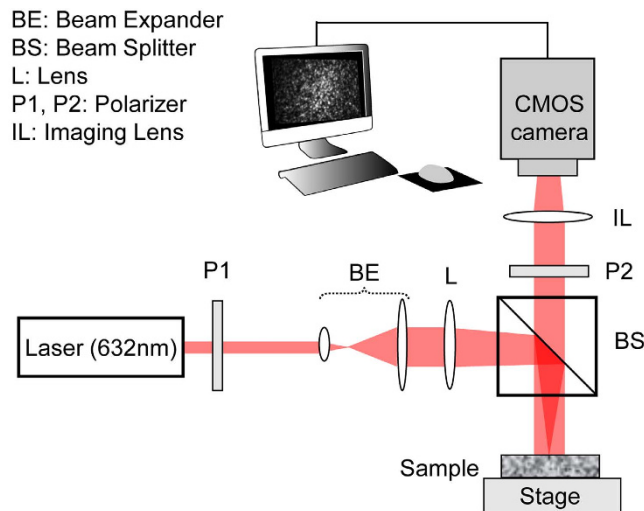 BE: Beam Expander
BS: Beam Splitter
L: Lens
P1, P2: Polarizer
IL: Imaging Lens
CMOS
camera
IL
P2
P1
BE
L
BS
Laser (632nm)
Sample
Stage